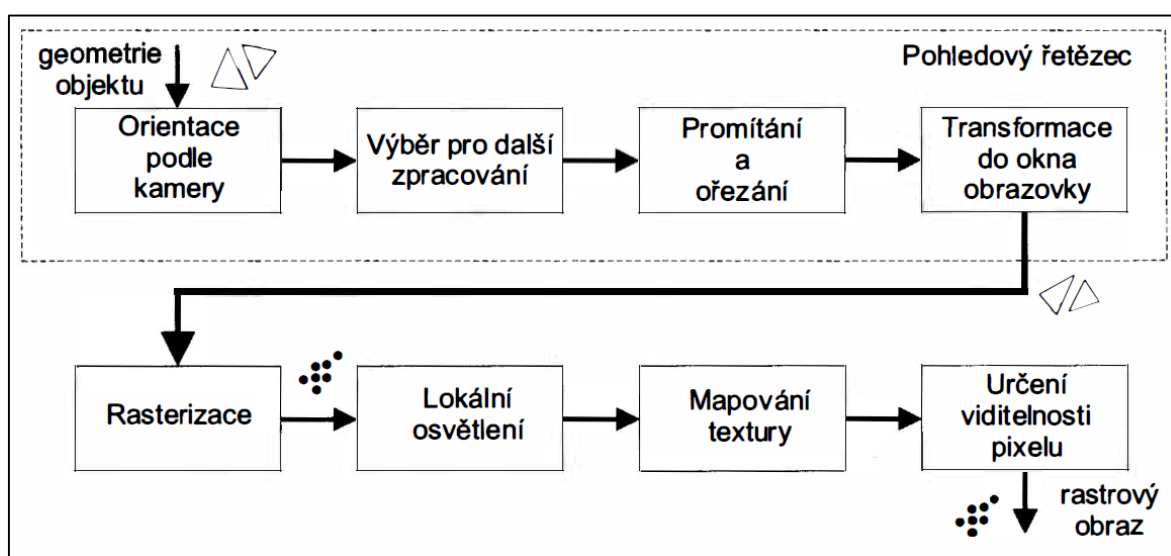 geometrie
objektu
Pohledový řetězec
Orientace
podle
kamery
Výběr pro další
zpracování
Promítání
a
ořezání
Transformace
do okna
obrazovky
Rasterizace
Lokální
osvětlení
Mapování
textury
Určení
viditelnosti
pixelu
rastrový
obraz